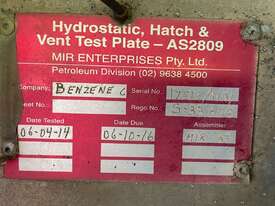 Hydrostatic, Hatch &
Vent Test Plate – AS2809
MIR ENTERPRISES Pty. Ltd.
Petroleum Division (02) 9638 4500
Company: BENZENE C Serial No.
Fleet No. Rego No.
Date Tested Date Due Assembler
06-04-14 06-10-16